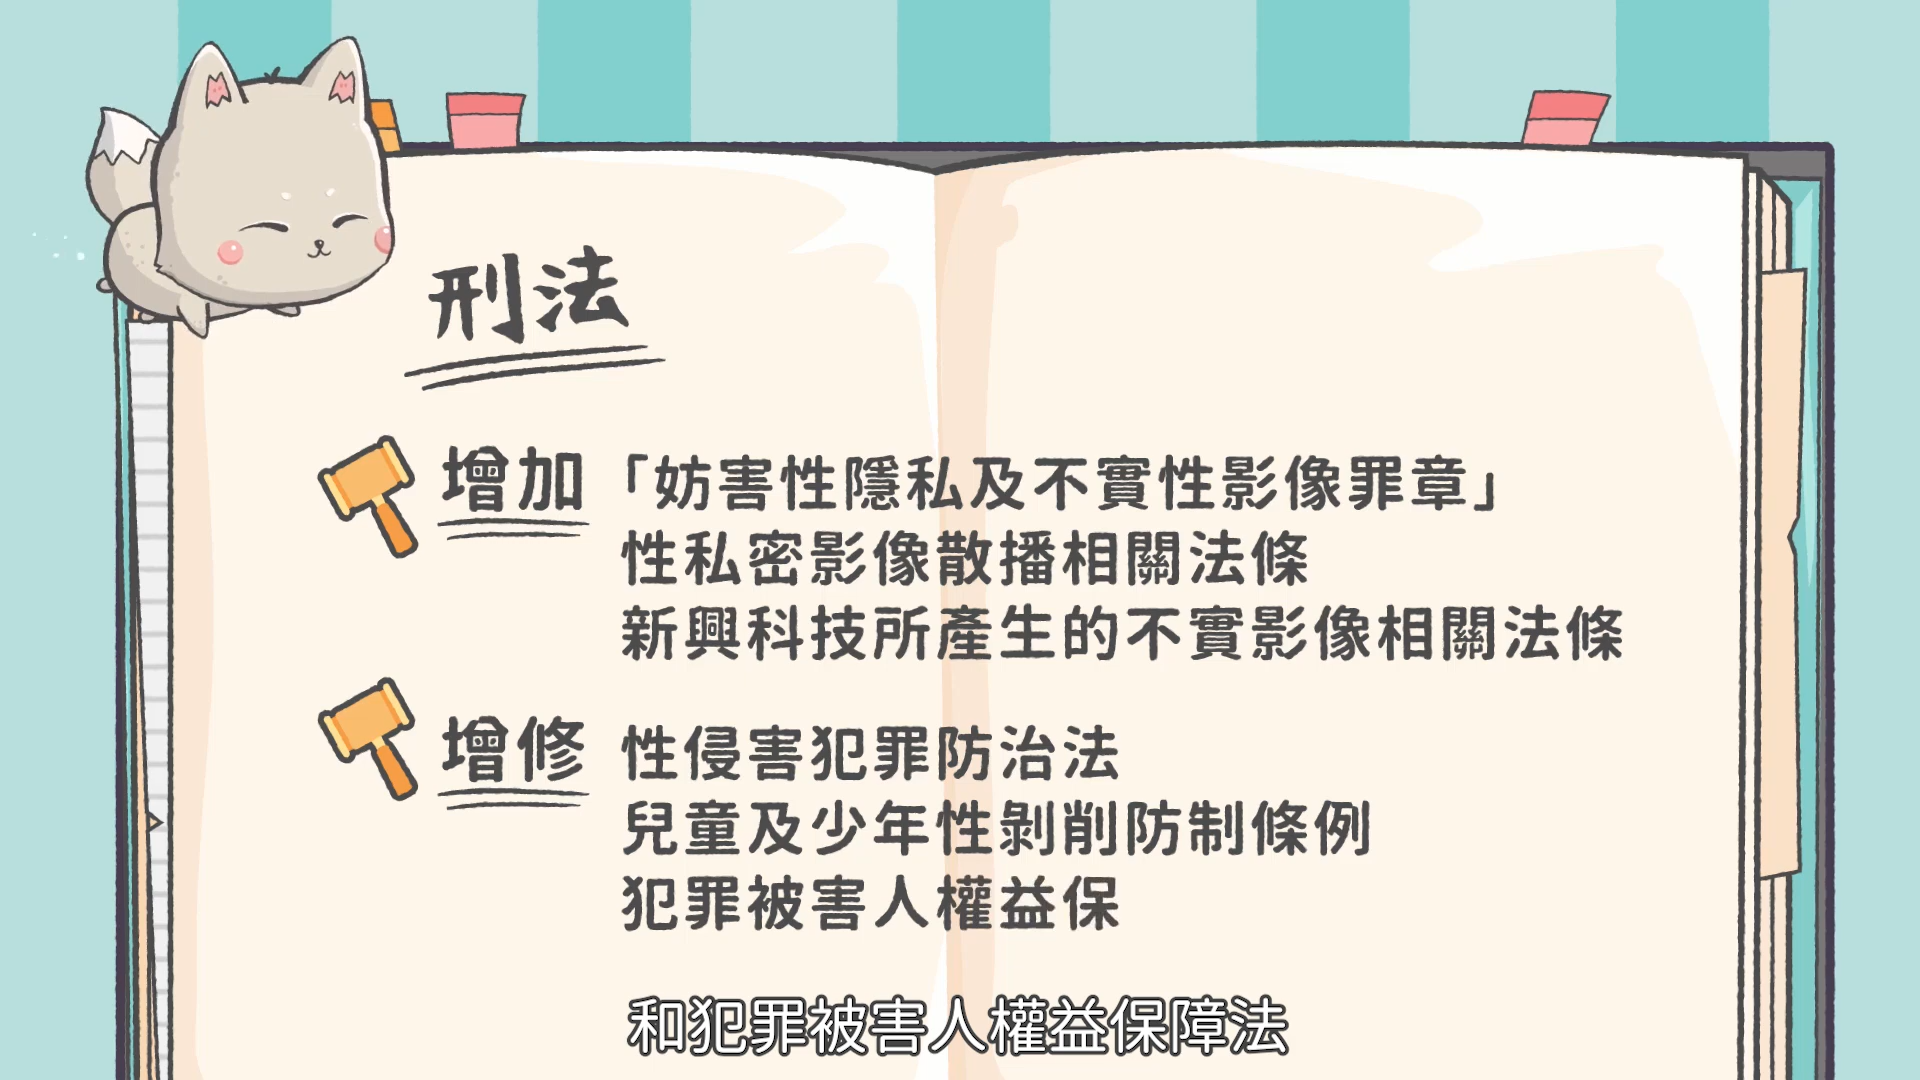 刑法
增加「妨害性隱私及不實性影像罪章」
性私密影像散播相關法條
新興科技所產生的不實影像相關法條
增修 性侵害犯罪防治法
兒童及少年性剝削防制條例
犯罪被害人權益保
和犯罪被害人權益保障法